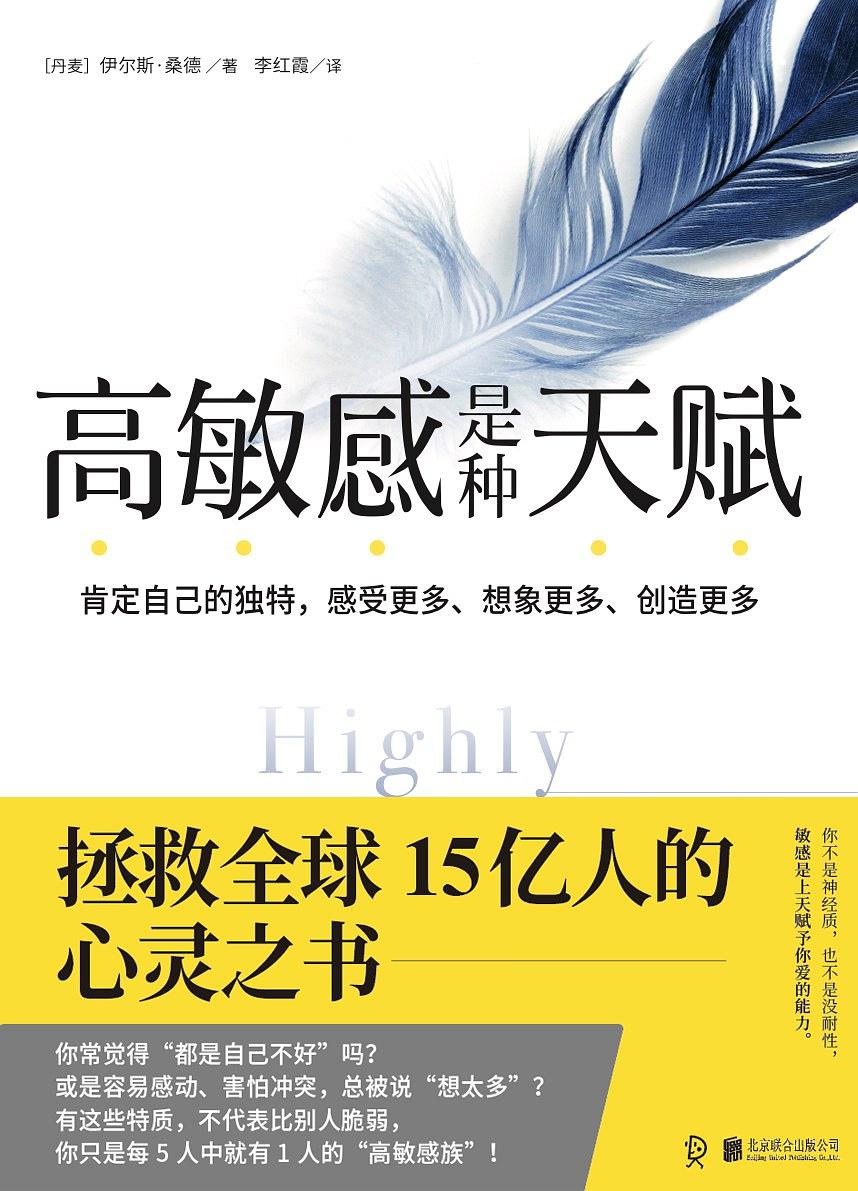 ［丹麦］伊尔斯·桑德／著　李红霞／译
高敏感是种天赋
肯定自己的独特，感受更多、想象更多、创造更多
Highly
拯救全球15亿人的
心灵之书
你不是神经质，也不是没耐性，
敏感是上天赋予你爱的能力。
你常觉得“都是自己不好”吗？
或是容易感动、害怕冲突，总被说“想太多”？
有这些特质，不代表比别人脆弱，
你只是每5人中就有1人的“高敏感族”！
北京联合出版公司
Beijing United Publishing Co.,Ltd.